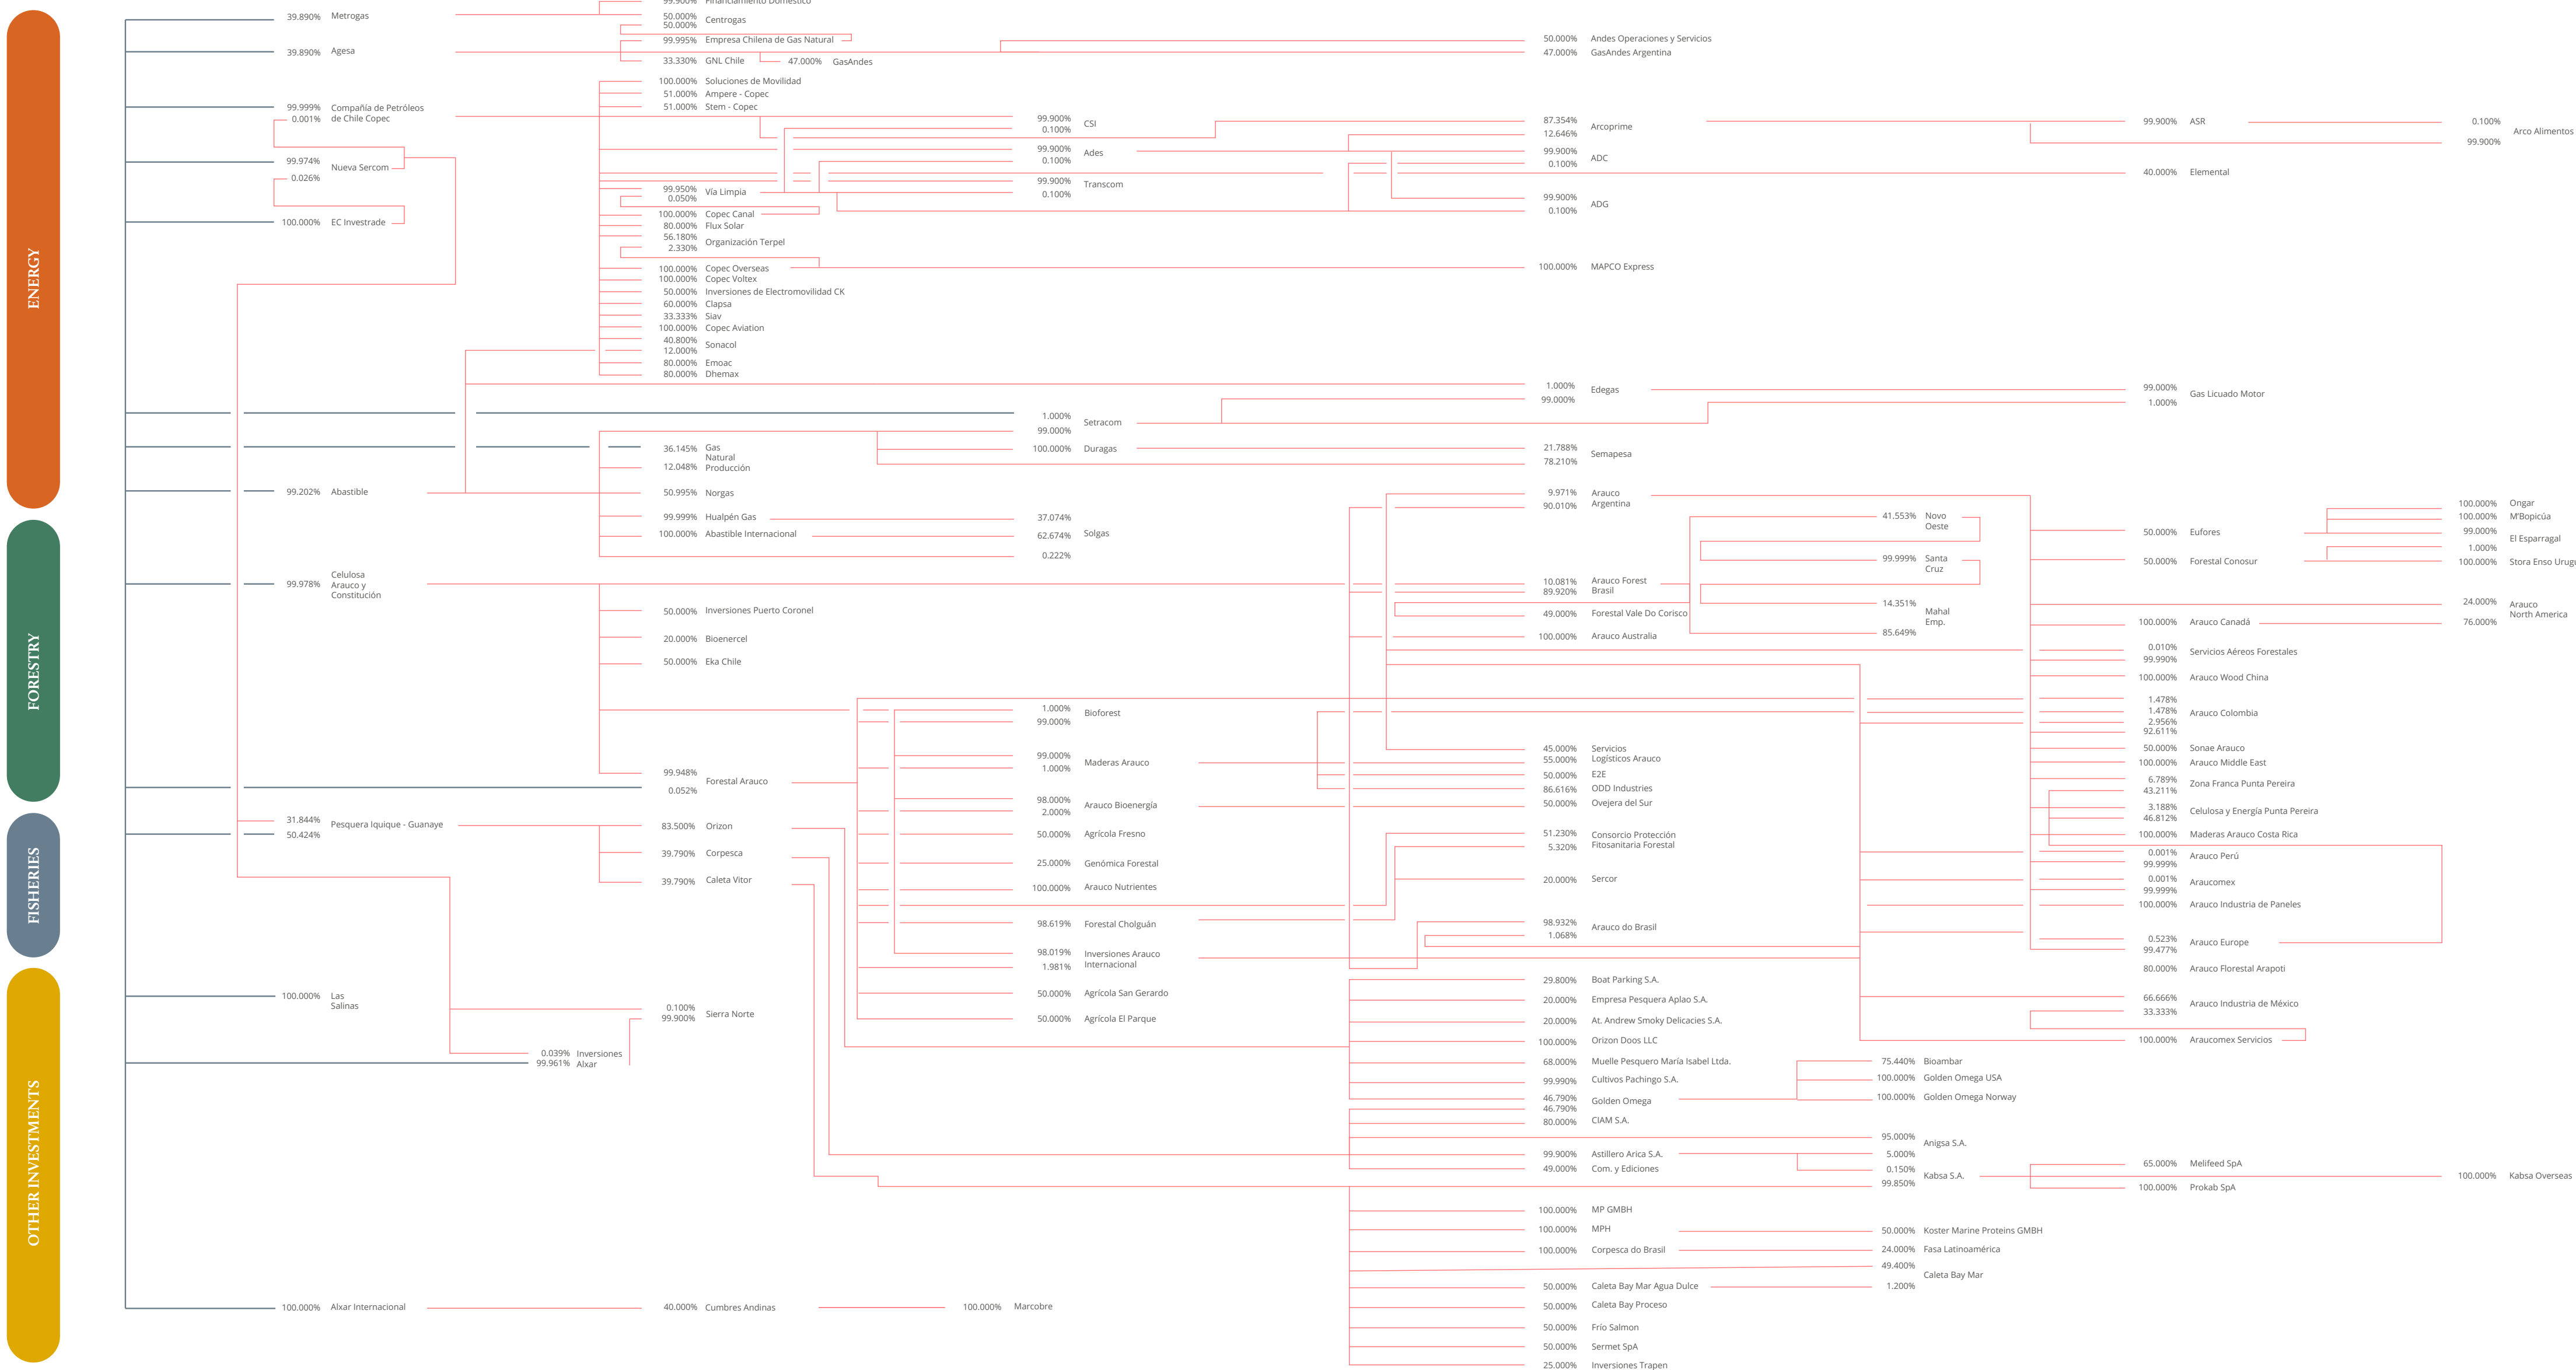 ENERGY
FORESTRY
FISHERIES
OTHER INVESTMENTS
39.890% Metrogas
39.890% Agesa
99.999% Compañía de Petróleos
0.001% de Chile Copec
99.974%
Nueva Sercom
0.026%
100.000% EC Investrade
99.202% Abastible
99.978% Celulosa
Arauco y
Constitución
31.844% Pesquera Iquique - Guanaye
50.424%
100.000% Las
Salinas
0.039% Inversiones
99.961% Alxar
100.000% Alxar Internacional
99.900% Financiamiento Doméstico
50.000% Centrogas
50.000%
99.995% Empresa Chilena de Gas Natural
33.330% GNL Chile
47.000% GasAndes
100.000% Soluciones de Movilidad
51.000% Ampere - Copec
51.000% Stem - Copec
99.950% Vía Limpia
0.050%
100.000% Copec Canal
80.000% Flux Solar
56.180% Organización Terpel
2.330%
100.000% Copec Overseas
100.000% Copec Voltex
50.000% Inversiones de Electromovilidad CK
60.000% Clapsa
33.333% Siav
100.000% Copec Aviation
40.800% Sonacol
12.000%
80.000% Emoac
80.000% Dhemax
36.145% Gas
Natural
12.048% Producción
50.995% Norgas
99.999% Hualpén Gas
100.000% Abastible Internacional
50.000% Inversiones Puerto Coronel
20.000% Bioenercel
50.000% Eka Chile
99.948% Forestal Arauco
0.052%
83.500% Orizon
39.790% Corpesca
39.790% Caleta Vitor
0.100% Sierra Norte
99.900%
40.000% Cumbres Andinas
100.000% Marcobre
99.900% CSI
0.100%
99.900% Ades
0.100%
99.900% Transcom
0.100%
1.000% Setracom
99.000%
100.000% Duragas
37.074%
62.674% Solgas
0.222%
1.000% Bioforest
99.000%
99.000% Maderas Arauco
1.000%
98.000% Arauco Bioenergía
2.000%
50.000% Agrícola Fresno
25.000% Genómica Forestal
100.000% Arauco Nutrientes
98.619% Forestal Cholguán
98.019% Inversiones Arauco
1.981% Internacional
50.000% Agrícola San Gerardo
50.000% Agrícola El Parque
50.000% Andes Operaciones y Servicios
47.000% GasAndes Argentina
87.354% Arcoprime
12.646%
99.900% ADC
0.100%
99.900% ADG
0.100%
100.000% MAPCO Express
1.000% Edegas
99.000%
21.788% Semapesa
78.210%
9.971% Arauco
90.010% Argentina
10.081% Arauco Forest
89.920% Brasil
49.000% Forestal Vale Do Corisco
100.000% Arauco Australia
45.000% Servicios
55.000% Logísticos Arauco
50.000% E2E
86.616% ODD Industries
50.000% Ovejera del Sur
51.230% Consorcio Protección
5.320% Fitosanitaria Forestal
20.000% Sercor
98.932% Arauco do Brasil
1.068%
29.800% Boat Parking S.A.
20.000% Empresa Pesquera Aplao S.A.
20.000% At. Andrew Smoky Delicacies S.A.
100.000% Orizon Doos LLC
68.000% Muelle Pesquero María Isabel Ltda.
99.990% Cultivos Pachingo S.A.
46.790% Golden Omega
46.790%
80.000% CIAM S.A.
99.900% Astillero Arica S.A.
49.000% Com. y Ediciones
100.000% MP GMBH
100.000% MPH
100.000% Corpesca do Brasil
50.000% Caleta Bay Mar Agua Dulce
50.000% Caleta Bay Proceso
50.000% Frío Salmon
50.000% Sermet SpA
25.000% Inversiones Trapen
41.553% Novo
Oeste
99.999% Santa
Cruz
14.351% Mahal
Emp.
85.649%
75.440% Bioambar
100.000% Golden Omega USA
100.000% Golden Omega Norway
95.000% Anigsa S.A.
5.000%
0.150% Kabsa S.A.
99.850%
50.000% Koster Marine Proteins GMBH
24.000% Fasa Latinoamérica
49.400% Caleta Bay Mar
1.200%
99.900% ASR
40.000% Elemental
99.000% Gas Licuado Motor
1.000%
50.000% Eufores
50.000% Forestal Conosur
100.000% Arauco Canadá
0.010% Servicios Aéreos Forestales
99.990%
100.000% Arauco Wood China
1.478%
1.478% Arauco Colombia
2.956%
92.611%
50.000% Sonae Arauco
100.000% Arauco Middle East
6.789% Zona Franca Punta Pereira
43.211%
3.188% Celulosa y Energía Punta Pereira
46.812%
100.000% Maderas Arauco Costa Rica
0.001% Arauco Perú
99.999%
0.001% Araucomex
99.999%
100.000% Arauco Industria de Paneles
0.523% Arauco Europe
99.477%
80.000% Arauco Florestal Arapoti
66.666% Arauco Industria de México
33.333%
100.000% Araucomex Servicios
65.000% Melifeed SpA
100.000% Prokab SpA
0.100% Arco Alimentos
99.900%
100.000% Ongar
100.000% M'Bopicúa
99.000% El Esparragal
1.000%
100.000% Stora Enso Urugu
24.000% Arauco
North America
76.000%
100.000% Kabsa Overseas